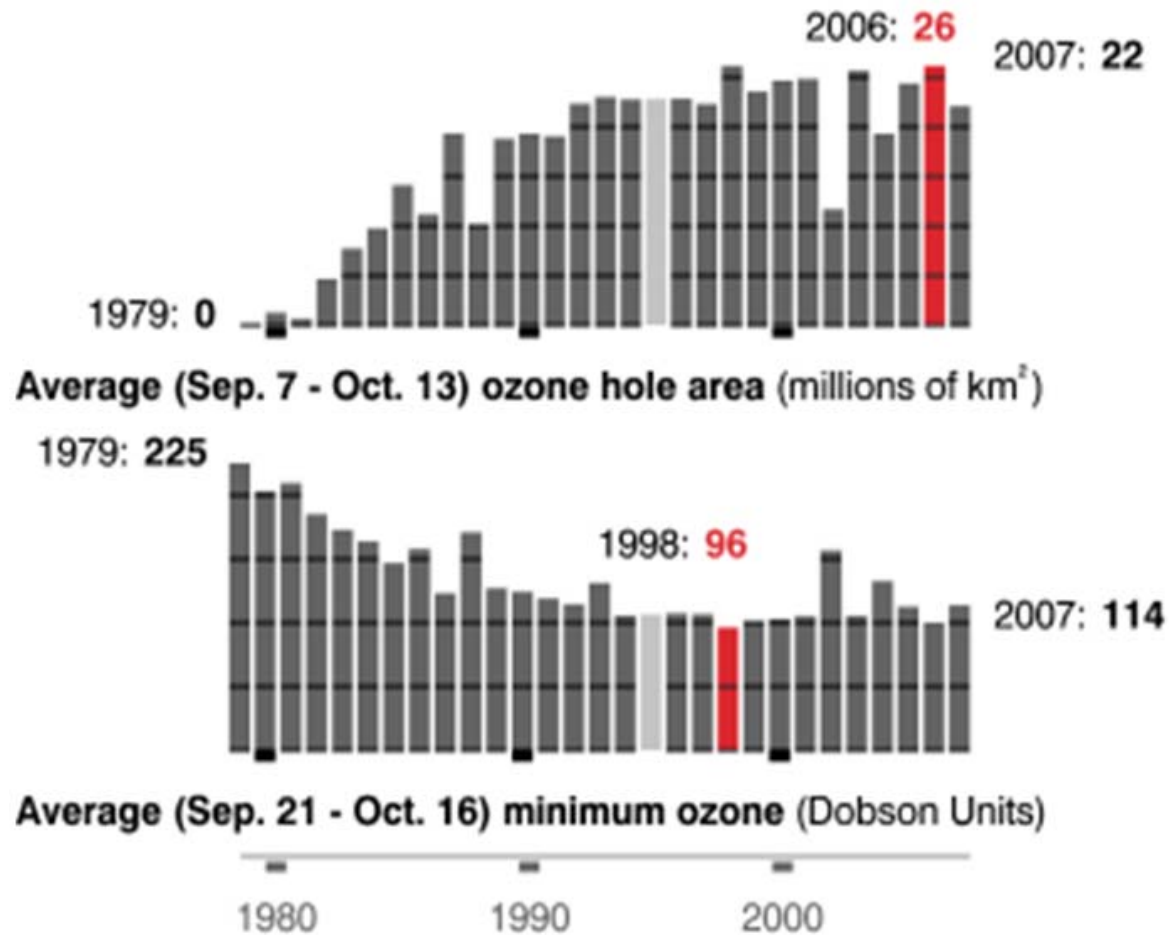 2006: 26
2007: 22
1979: 0
Average (Sep. 7 - Oct. 13) ozone hole area (millions of km²)
1979: 225
1998: 96
2007: 114
Average (Sep. 21 - Oct. 16) minimum ozone (Dobson Units)
1980 1990 2000